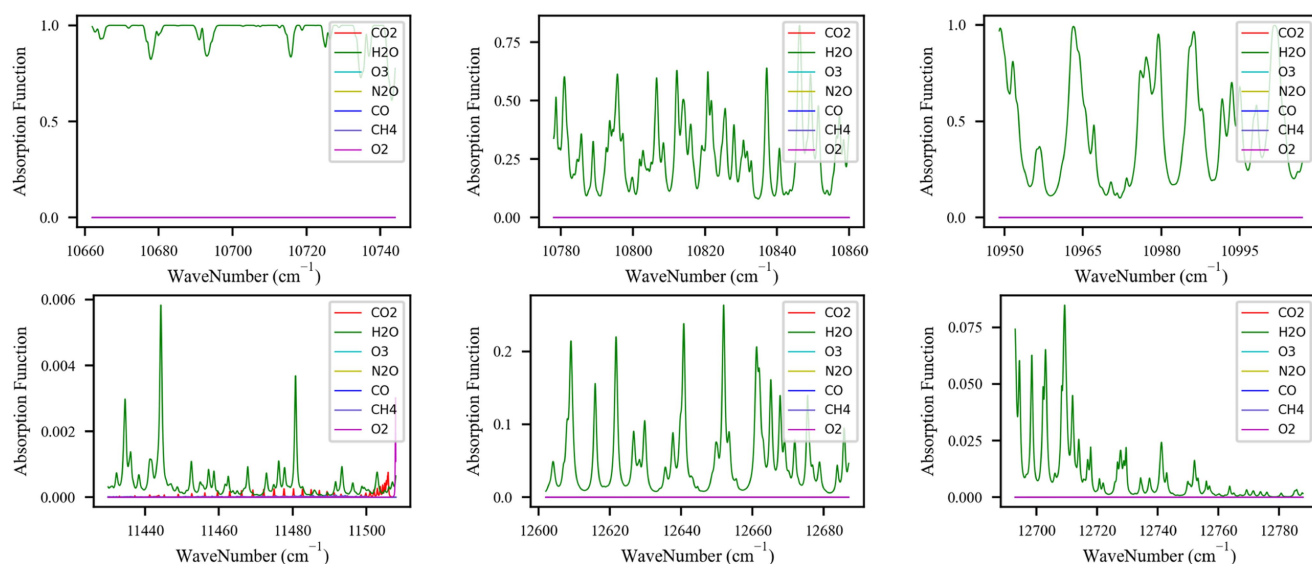 1.0
0.5
0.0
Absorption Function
10660 10680 10700 10720 10740
WaveNumber (cm⁻¹)
CO2
H2O
O3
N2O
CO
CH4
O2
0.75
0.50
0.25
0.00
Absorption Function
10780 10800 10820 10840 10860
WaveNumber (cm⁻¹)
CO2
H2O
O3
N2O
CO
CH4
O2
1.0
0.5
0.0
Absorption Function
10950 10965 10980 10995
WaveNumber (cm⁻¹)
CO2
H2O
O3
N2O
CO
CH4
O2
0.006
0.004
0.002
0.000
Absorption Function
11440 11460 11480 11500
WaveNumber (cm⁻¹)
CO2
H2O
O3
N2O
CO
CH4
O2
0.2
0.1
0.0
Absorption Function
12600 12620 12640 12660 12680
WaveNumber (cm⁻¹)
CO2
H2O
O3
N2O
CO
CH4
O2
0.075
0.050
0.025
0.000
Absorption Function
12700 12720 12740 12760 12780
WaveNumber (cm⁻¹)
CO2
H2O
O3
N2O
CO
CH4
O2